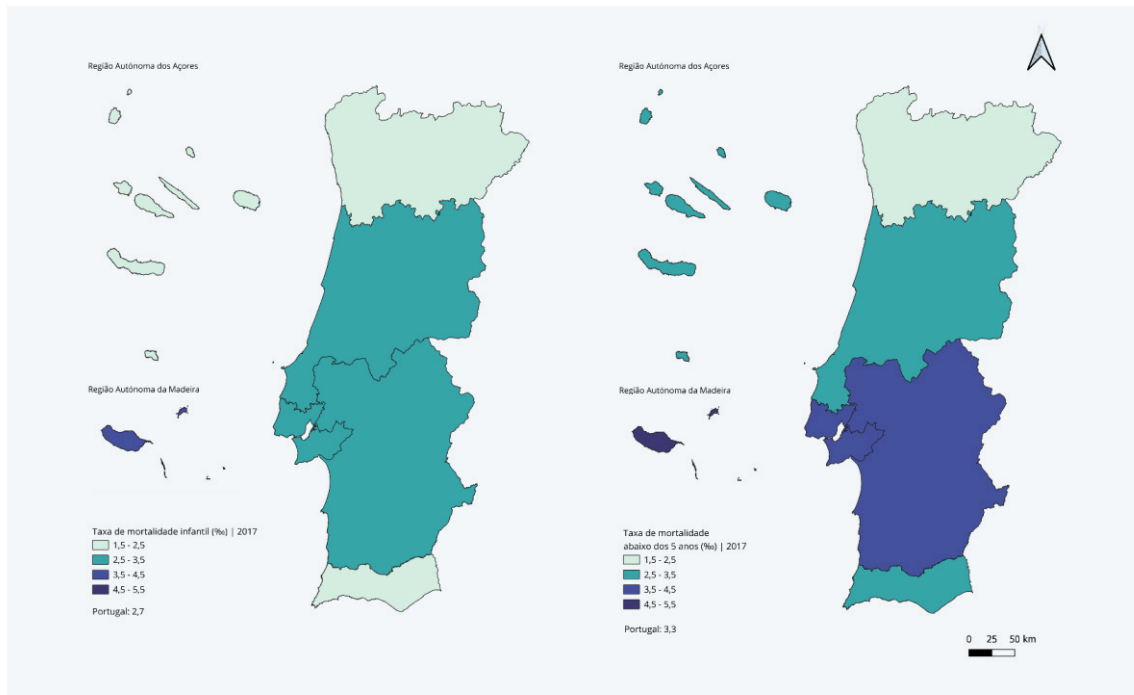 Região Autónoma dos Açores
Região Autónoma da Madeira
Taxa de mortalidade infantil (‰) | 2017
1,5 - 2,5
2,5 - 3,5
3,5 - 4,5
4,5 - 5,5
Portugal: 2,7
Região Autónoma dos Açores
Região Autónoma da Madeira
Taxa de mortalidade
abaixo dos 5 anos (‰) | 2017
1,5 - 2,5
2,5 - 3,5
3,5 - 4,5
4,5 - 5,5
Portugal: 3,3
0 25 50 km